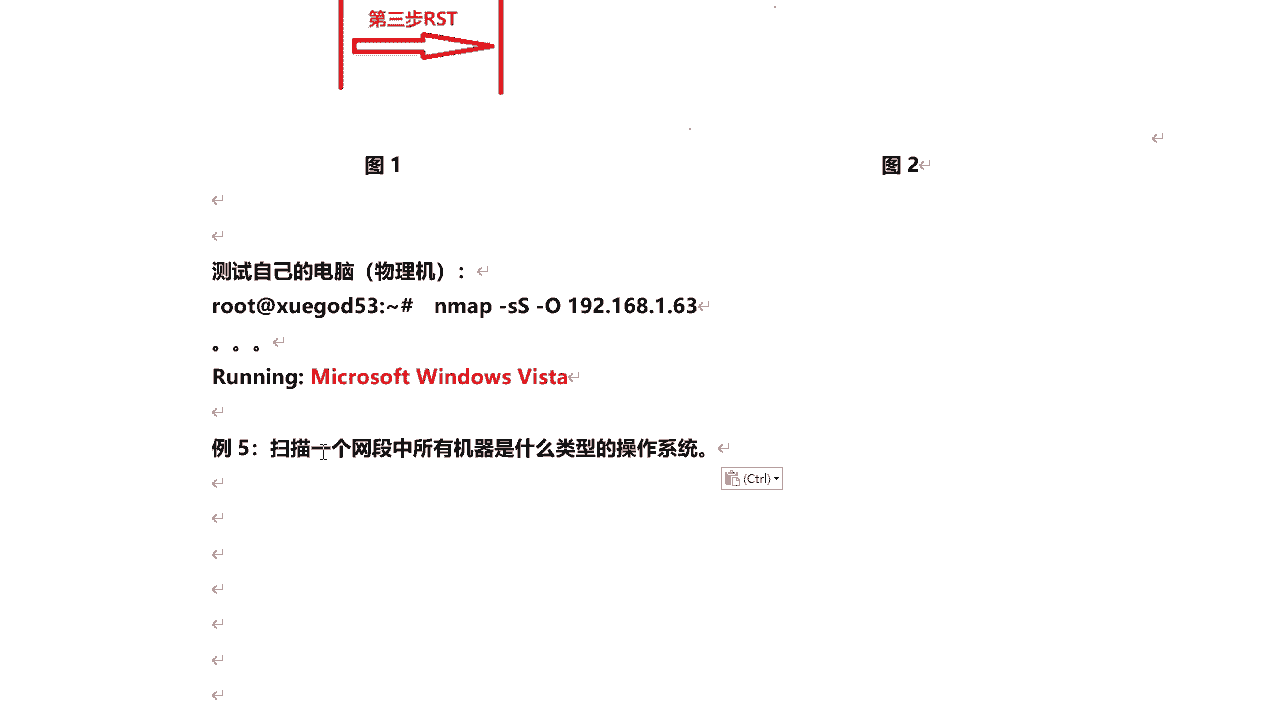 第三步RST
图 1
图 2
测试自己的电脑（物理机）：
root@xuegod53:~# nmap -sS -O 192.168.1.63
。。。
Running: Microsoft Windows Vista
例 5：扫描一个网段中所有机器是什么类型的操作系统。
(Ctrl)